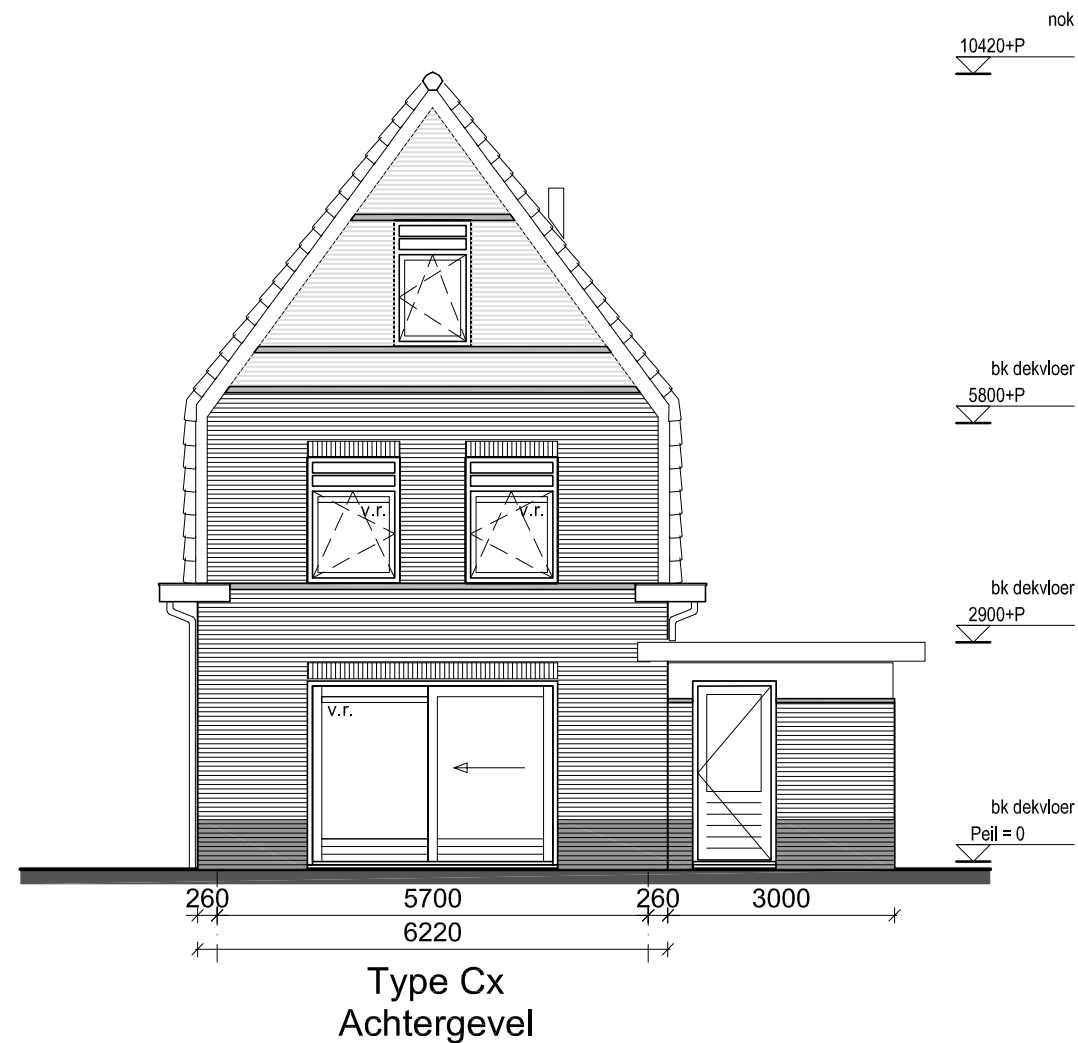 nok
10420+P
bk dekvloer
5800+P
v.r.
v.r.
bk dekvloer
2900+P
v.r.
bk dekvloer
Peil = 0
260 5700 260 3000
6220
Type Cx
Achtergevel